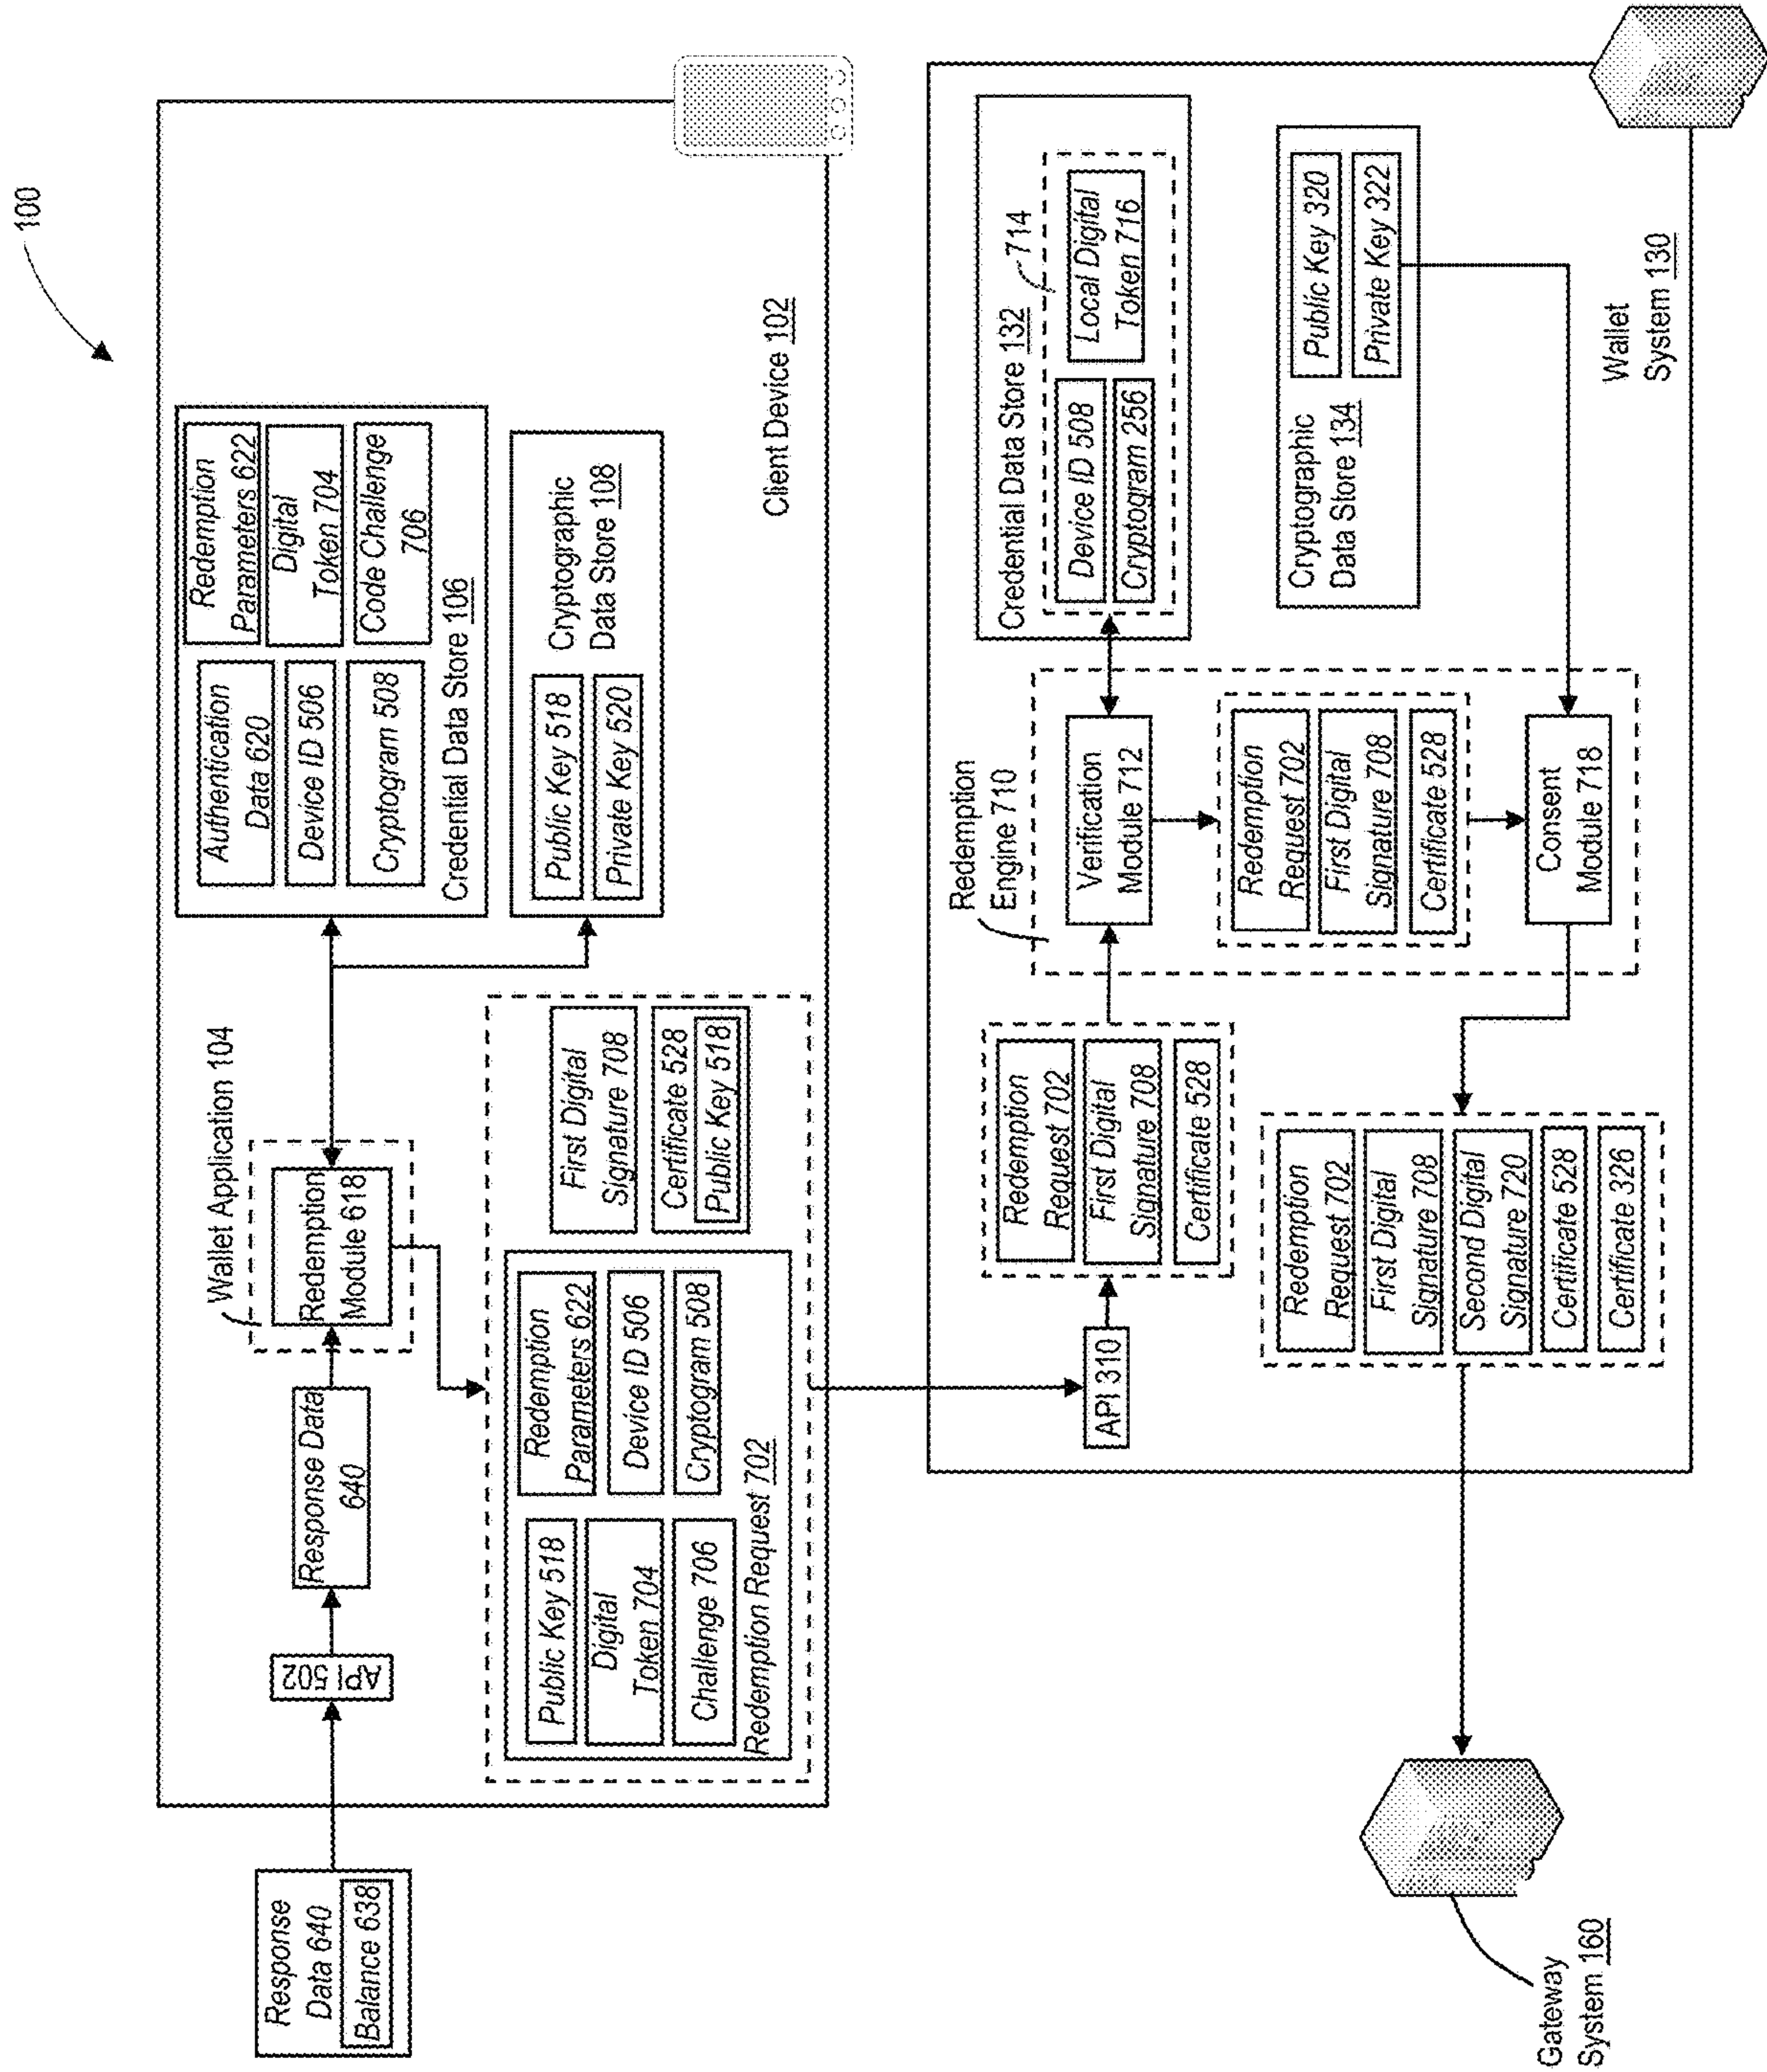 100
Response
Data 640
Balance 638
API 502
Response Data
640
Wallet Application 104
Redemption
Module 618
Authentication
Data 620
Device ID 506
Cryptogram 508
Redemption
Parameters 622
Digital
Token 704
Code Challenge
706
Credential Data Store 106
Public Key 518
Private Key 520
Cryptographic
Data Store 108
Client Device 102
Public Key 518
Digital
Token 704
Challenge 706
Redemption
Parameters 622
Device ID 506
Cryptogram 508
Redemption Request 702
First Digital
Signature 708
Certificate 528
Public Key 518
API 310
Redemption
Request 702
First Digital
Signature 708
Certificate 528
Redemption
Engine 710
Verification
Module 712
Redemption
Request 702
First Digital
Signature 708
Certificate 528
Consent
Module 718
Credential Data Store 132
714
Device ID 508
Cryptogram 256
Local Digital
Token 716
Cryptographic
Data Store 134
Public Key 320
Private Key 322
Wallet
System 130
Redemption
Request 702
First Digital
Signature 708
Second Digital
Signature 720
Certificate 528
Certificate 326
Gateway
System 160